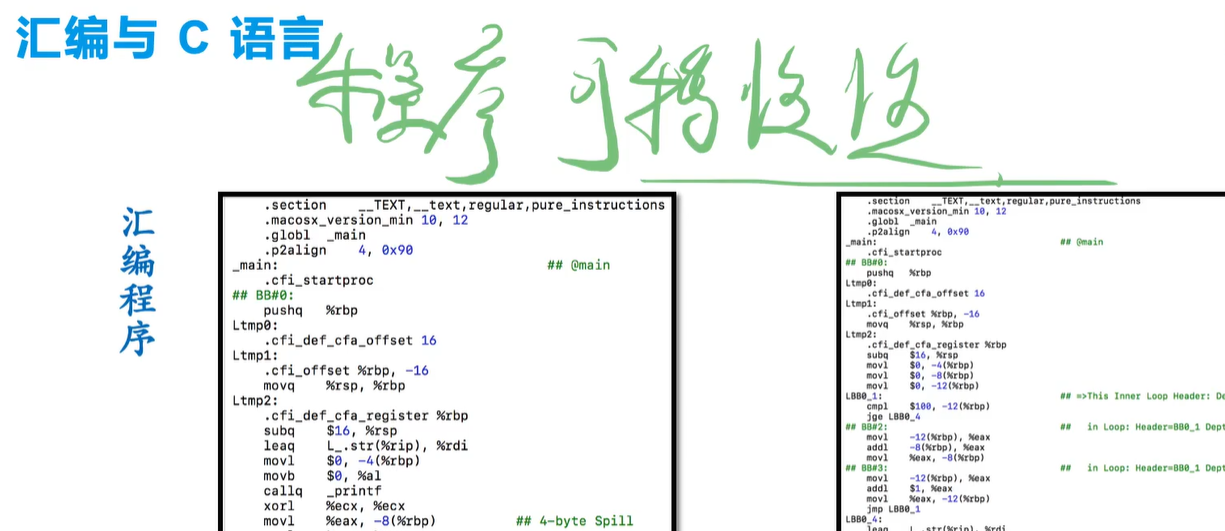 汇编与 C 语言
程序 可
汇编程序
.section __TEXT,__text,regular,pure_instructions
.macosx_version_min 10, 12
.globl _main
.p2align 4, 0x90
_main: ## @main
.cfi_startproc
## BB#0:
pushq %rbp
Ltmp0:
.cfi_def_cfa_offset 16
Ltmp1:
.cfi_offset %rbp, -16
movq %rsp, %rbp
Ltmp2:
.cfi_def_cfa_register %rbp
subq $16, %rsp
leaq L_.str(%rip), %rdi
movl $0, -4(%rbp)
movb $0, %al
callq _printf
xorl %ecx, %ecx
movl %eax, -8(%rbp) ## 4-byte Spill
.section __TEXT,__text,regular,pure_instructions
.macosx_version_min 10, 12
.globl _main
.p2align 4, 0x90
_main: ## @main
.cfi_startproc
## BB#0:
pushq %rbp
Ltmp0:
.cfi_def_cfa_offset 16
Ltmp1:
.cfi_offset %rbp, -16
movq %rsp, %rbp
Ltmp2:
.cfi_def_cfa_register %rbp
subq $16, %rsp
movl $0, -4(%rbp)
movl $0, -8(%rbp)
movl $0, -12(%rbp)
LBB0_1: ## =>This Inner Loop Header: De
cmpl $100, -12(%rbp)
jge LBB0_4
## BB#2: ## in Loop: Header=BB0_1 Dept
movl -12(%rbp), %eax
addl -8(%rbp), %eax
movl %eax, -8(%rbp)
## BB#3: ## in Loop: Header=BB0_1 Dept
movl -12(%rbp), %eax
addl $1, %eax
movl %eax, -12(%rbp)
jmp LBB0_1
LBB0_4:
leaq L_.str(%rip), %rdi